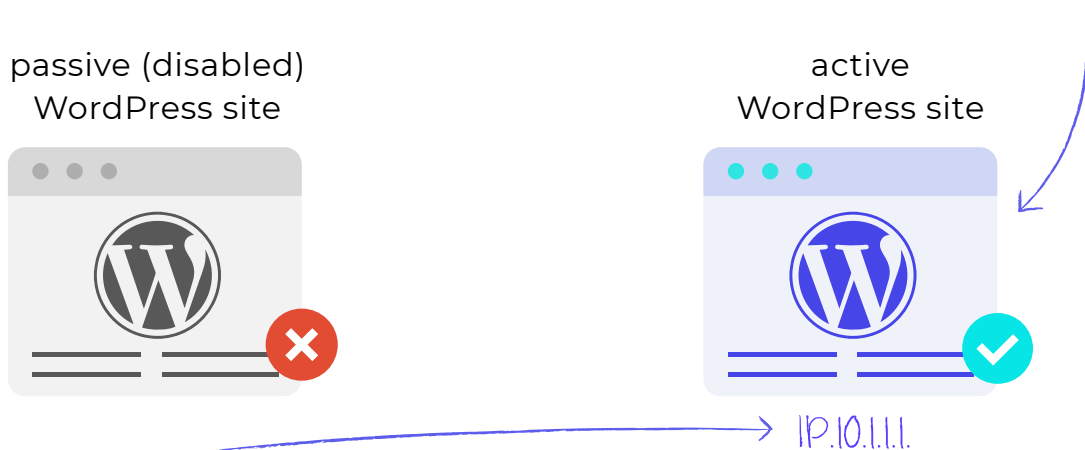 passive (disabled)
WordPress site
active
WordPress site
IP.10.1.1.1.